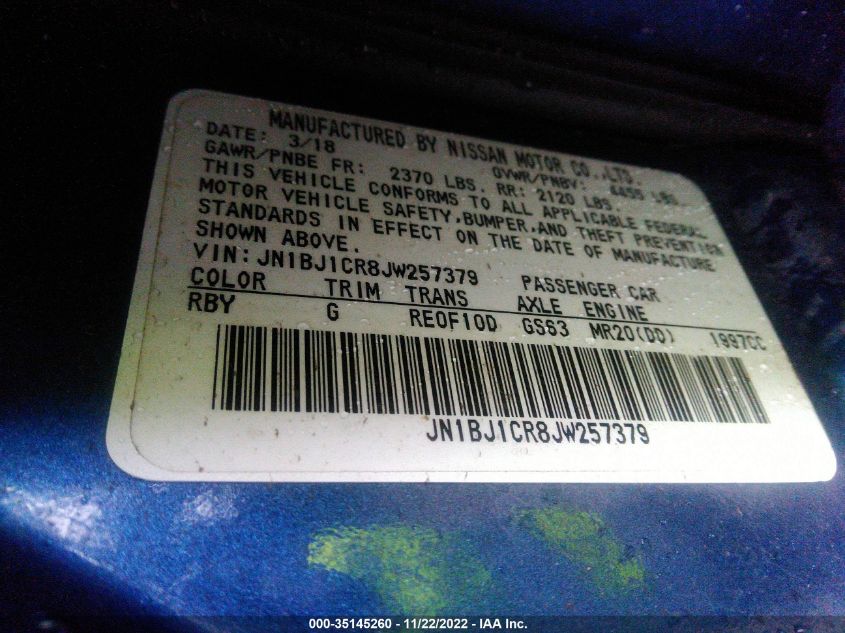 MANUFACTURED BY NISSAN MOTOR CO.,LTD.
DATE: 3/18 GVWR/PNBV: 4455 LBS
GAWR/PNBE FR: 2370 LBS. RR: 2120 LBS
THIS VEHICLE CONFORMS TO ALL APPLICABLE FEDERAL
MOTOR VEHICLE SAFETY,BUMPER,AND THEFT PREVENTION
STANDARDS IN EFFECT ON THE DATE OF MANUFACTURE
SHOWN ABOVE.
VIN:JN1BJ1CR8JW257379 PASSENGER CAR
COLOR TRIM TRANS AXLE ENGINE
RBY G RE0F10D GS53 MR20(DD) 1997CC
JN1BJ1CR8JW257379
000-35145260 - 11/22/2022 - IAA Inc.